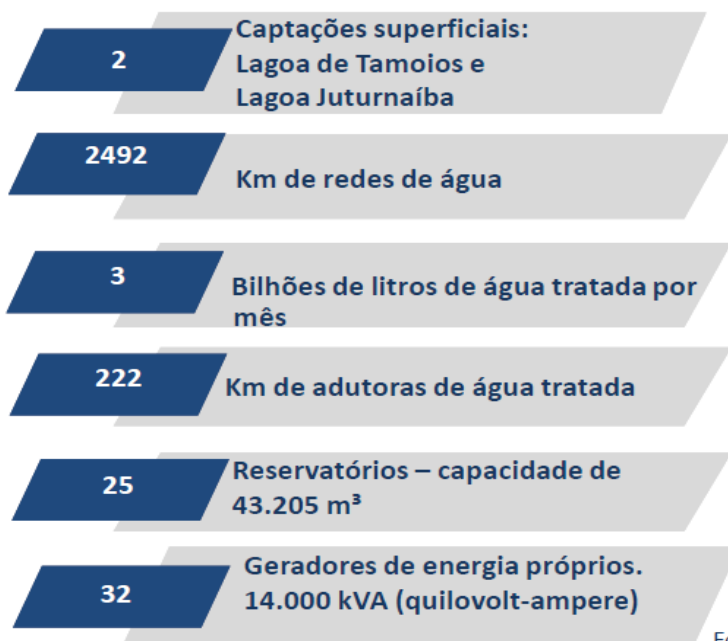 2
Captações superficiais:
Lagoa de Tamoios e
Lagoa Juturnaíba
2492
Km de redes de água
3
Bilhões de litros de água tratada por
mês
222
Km de adutoras de água tratada
25
Reservatórios – capacidade de
43.205 m³
32
Geradores de energia próprios.
14.000 kVA (quilovolt-ampere)